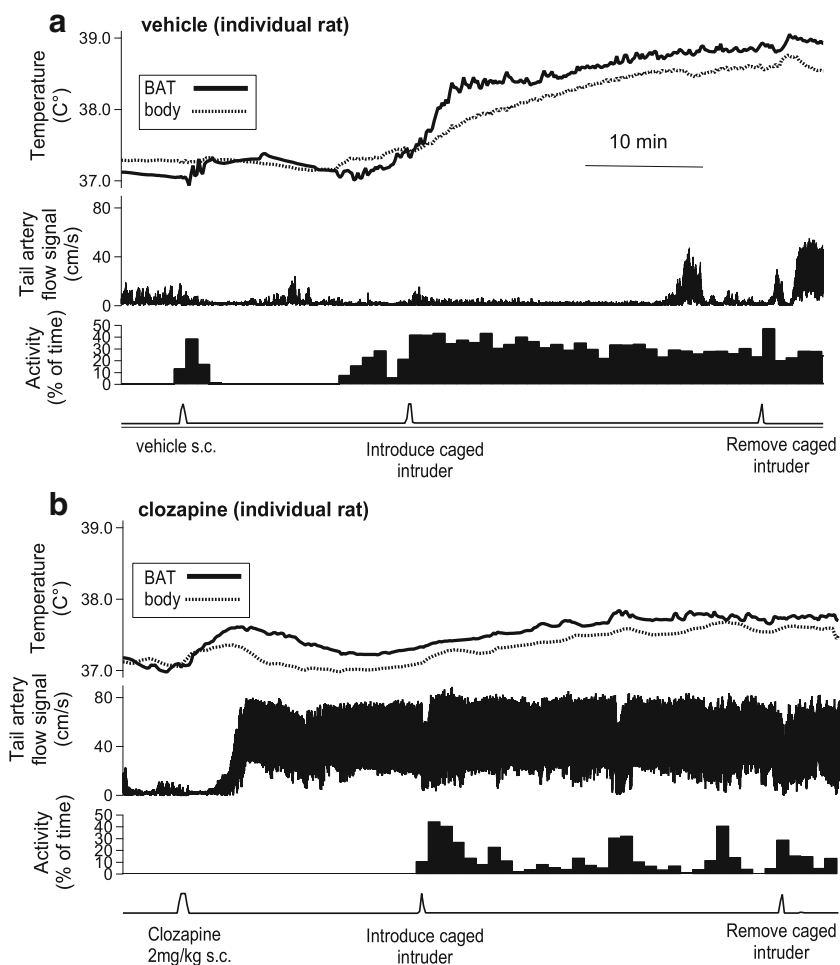 a vehicle (individual rat)
Temperature
(C°)
39.0
38.0
37.0
BAT
body
10 min
Tail artery
flow signal
(cm/s)
80
40
0
Activity
(% of time)
50
40
30
20
10
0
vehicle s.c.
Introduce caged
intruder
Remove caged
intruder
b clozapine (individual rat)
Temperature
(C°)
39.0
38.0
37.0
BAT
body
Tail artery
flow signal
(cm/s)
80
40
0
Activity
(% of time)
50
40
30
20
10
0
Clozapine
2mg/kg s.c.
Introduce caged
intruder
Remove caged
intruder